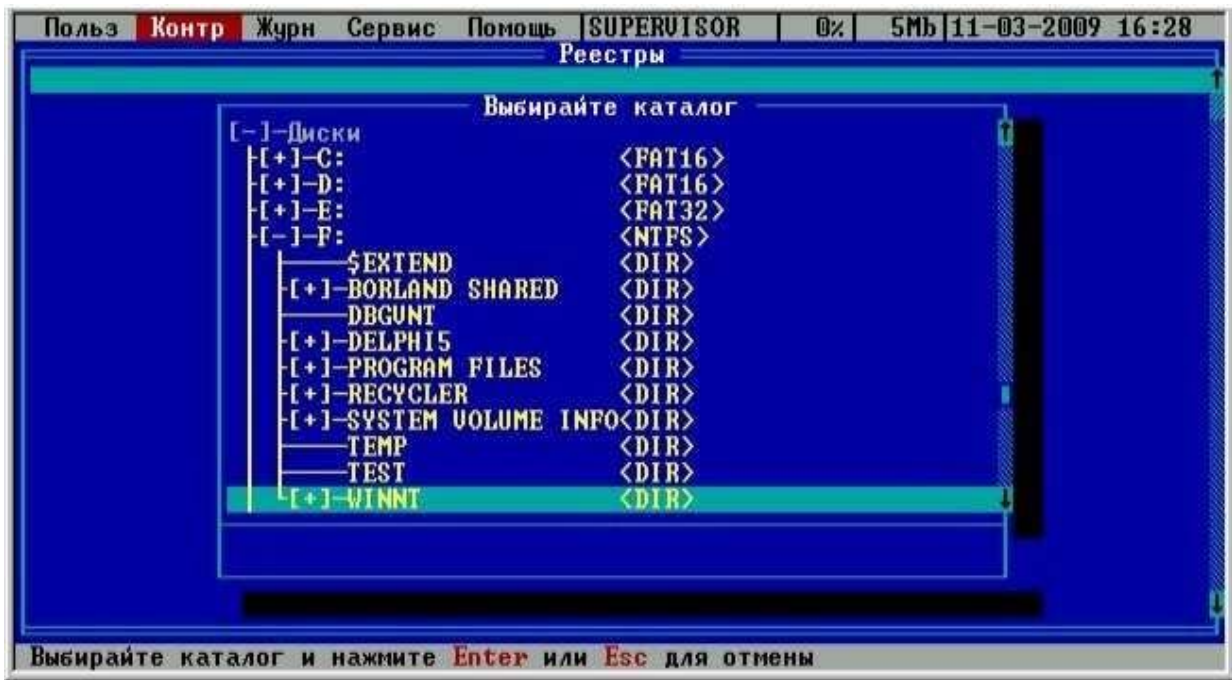 Польз Контр Журн Сервис Помощь SUPERVISOR 0% 5Mb 11-03-2009 16:28
Реестры
Выбирайте каталог
[-]-Диски
[+]-C: <FAT16>
[+]-D: <FAT16>
[+]-E: <FAT32>
[-]-F: <NTFS>
$EXTEND <DIR>
[+]-BORLAND SHARED <DIR>
DBGVNT <DIR>
[+]-DELPHI5 <DIR>
[+]-PROGRAM FILES <DIR>
[+]-RECYCLER <DIR>
[+]-SYSTEM VOLUME INFO<DIR>
TEMP <DIR>
TEST <DIR>
[+]-WINNT <DIR>
Выбирайте каталог и нажмите Enter или Esc для отмены